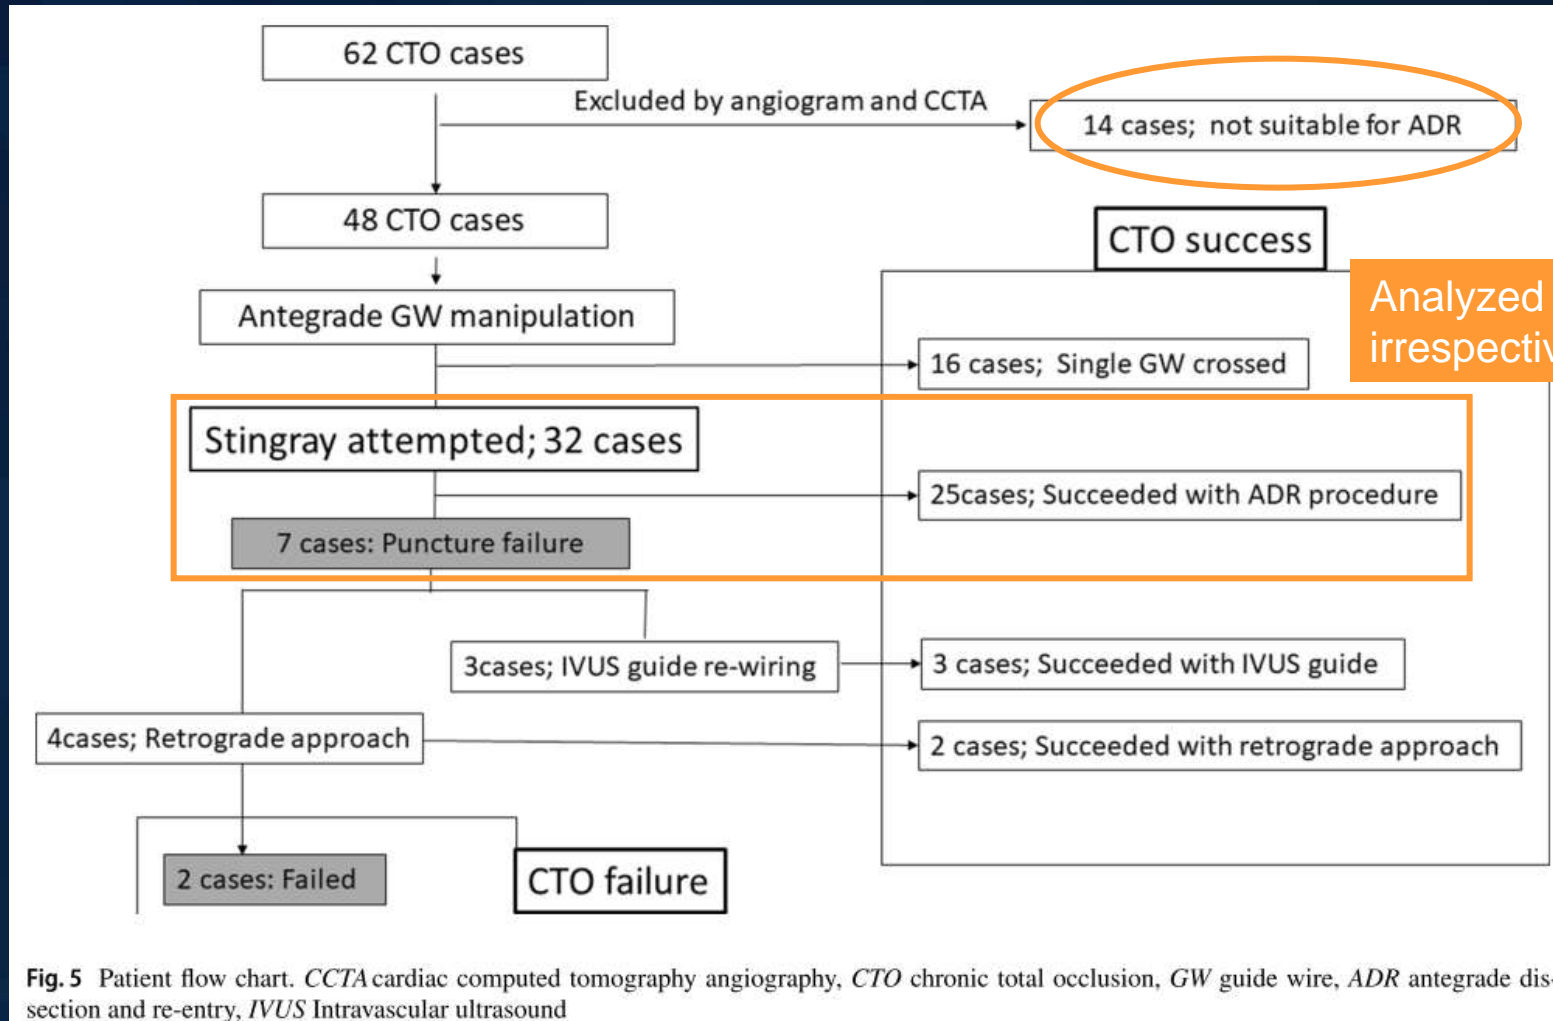 62 CTO cases
Excluded by angiogram and CCTA
14 cases;  not suitable for ADR
48 CTO cases
CTO success
Analyzed
irrespectiv
Antegrade GW manipulation
16 cases;  Single GW crossed
Stingray attempted; 32 cases
25cases; Succeeded with ADR procedure
7 cases: Puncture failure
3cases; IVUS guide re-wiring
3 cases; Succeeded with IVUS guide
4cases; Retrograde approach
2 cases; Succeeded with retrograde approach
2 cases: Failed
CTO failure
Fig. 5 Patient flow chart. CCTA cardiac computed tomography angiography, CTO chronic total occlusion, GW guide wire, ADR antegrade dis-
section and re-entry, IVUS Intravascular ultrasound